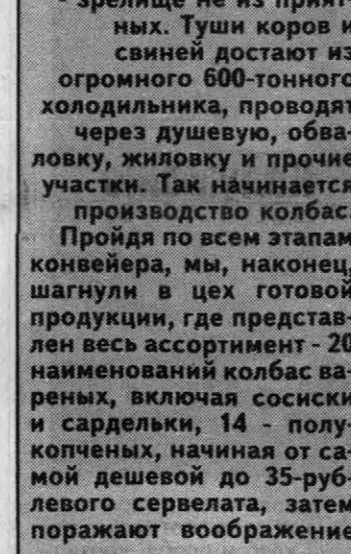 - зрелище не из прият-
ных. Туши коров и
свиней достают из
огромного 600-тонного
холодильника, проводят
через душевую, обва-
ловку, жиловку и прочие
участки. Так начинается
производство колбас.
Пройдя по всем этапам
конвейера, мы, наконец,
шагнули в цех готовой
продукции, где представ-
лен весь ассортимент - 20
наименований колбас ва-
реных, включая сосиски
и сардельки, 14 - полу-
копченых, начиная от са-
мой дешевой до 35-руб-
левого сервелата, затем
поражают воображение